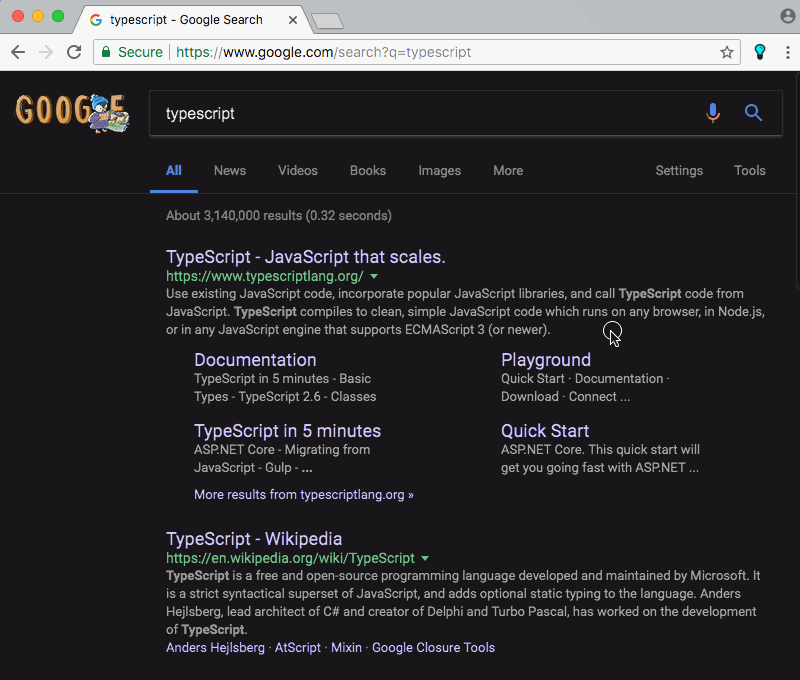 typescript - Google Search
Secure https://www.google.com/search?q=typescript
GOOGLE
typescript
All News Videos Books Images More Settings Tools
About 3,140,000 results (0.32 seconds)
TypeScript - JavaScript that scales.
https://www.typescriptlang.org/
Use existing JavaScript code, incorporate popular JavaScript libraries, and call TypeScript code from
JavaScript. TypeScript compiles to clean, simple JavaScript code which runs on any browser, in Node.js,
or in any JavaScript engine that supports ECMAScript 3 (or newer).
Documentation
TypeScript in 5 minutes - Basic
Types - TypeScript 2.6 - Classes
Playground
Quick Start · Documentation ·
Download · Connect ...
TypeScript in 5 minutes
ASP.NET Core - Migrating from
JavaScript - Gulp - ...
Quick Start
ASP.NET Core. This quick start will
get you going fast with ASP.NET ...
More results from typescriptlang.org »
TypeScript - Wikipedia
https://en.wikipedia.org/wiki/TypeScript
TypeScript is a free and open-source programming language developed and maintained by Microsoft. It
is a strict syntactical superset of JavaScript, and adds optional static typing to the language. Anders
Hejlsberg, lead architect of C# and creator of Delphi and Turbo Pascal, has worked on the development
of TypeScript.
Anders Hejlsberg · AtScript · Mixin · Google Closure Tools